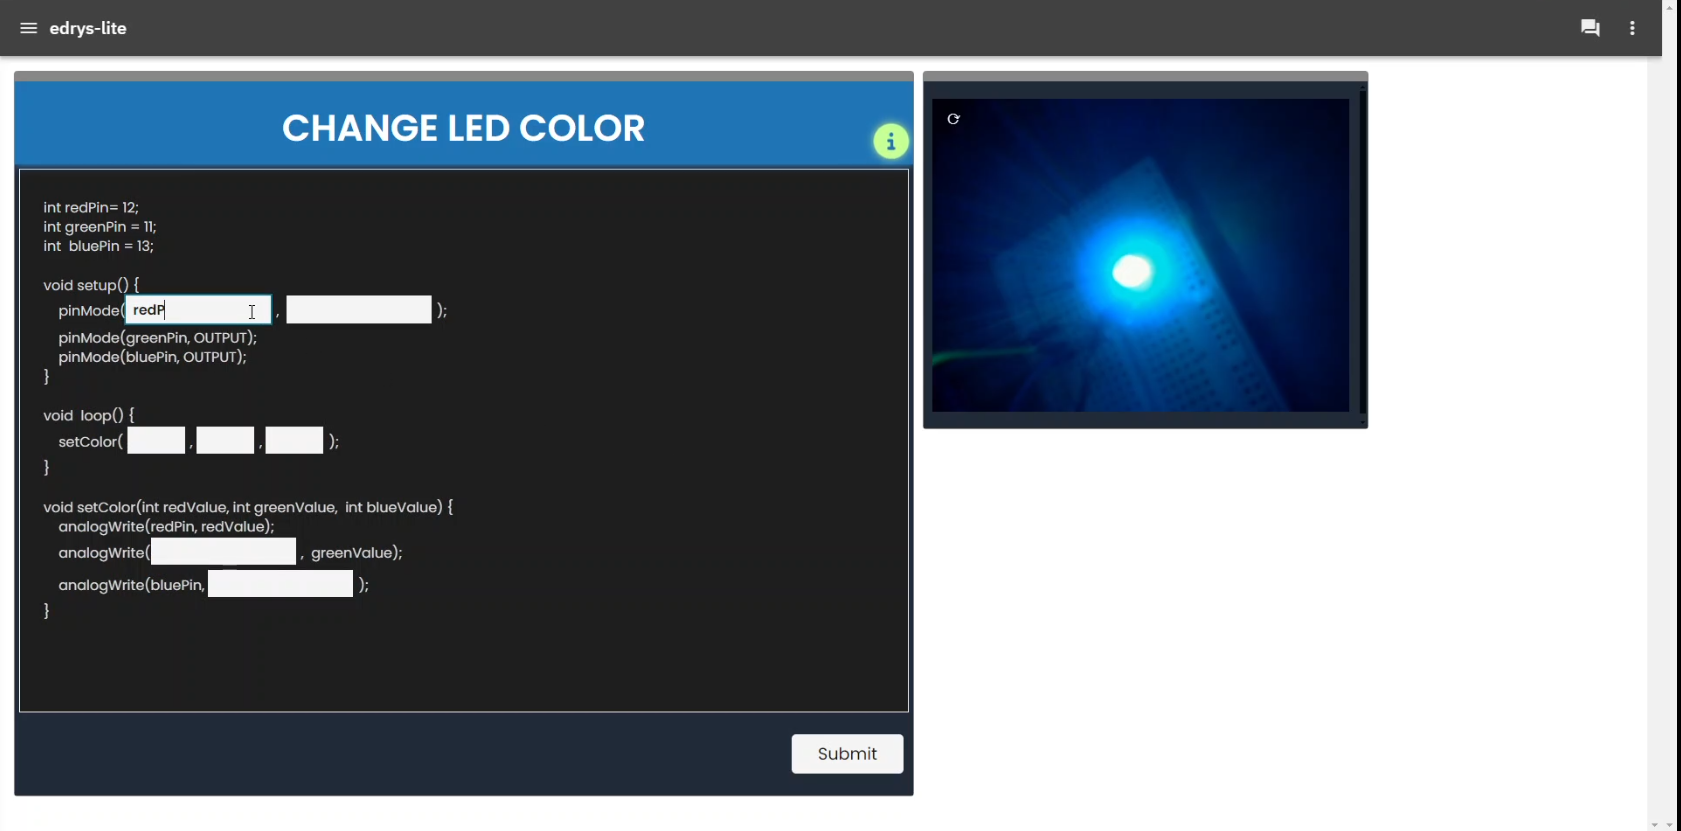 edrys-lite
CHANGE LED COLOR
i
int redPin= 12;
int greenPin = 11;
int  bluePin = 13;
void setup() {
pinMode( redP , );
pinMode(greenPin, OUTPUT);
pinMode(bluePin, OUTPUT);
}
void  loop() {
setColor( , , );
}
void setColor(int redValue, int greenValue,  int blueValue) {
analogWrite(redPin, redValue);
analogWrite( ,  greenValue);
analogWrite(bluePin, );
}
Submit